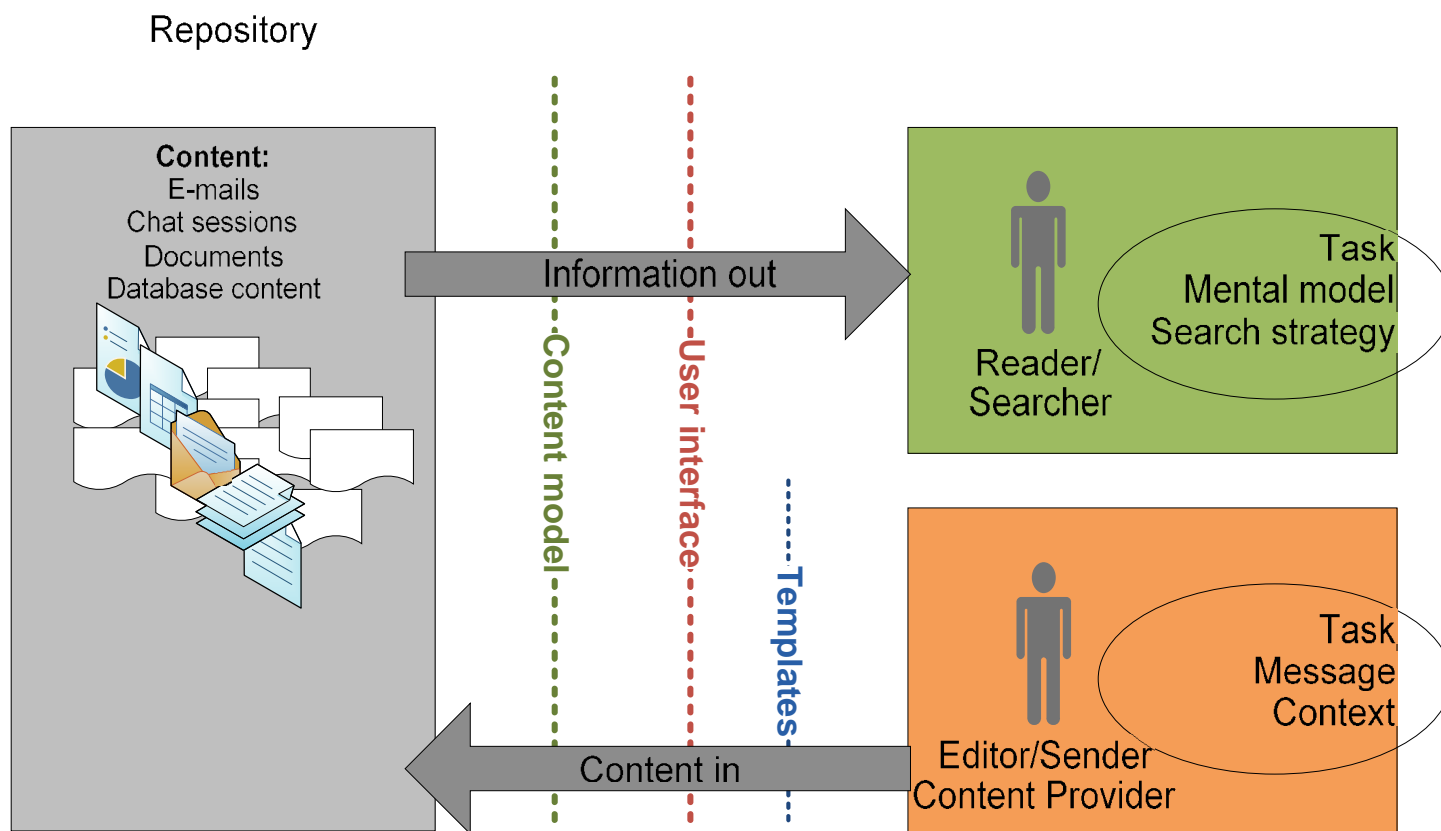 Repository
Content:
E-mails
Chat sessions
Documents
Database content
Information out
Content model
User interface
Templates
Content in
Reader/
Searcher
Task
Mental model
Search strategy
Editor/Sender
Content Provider
Task
Message
Context